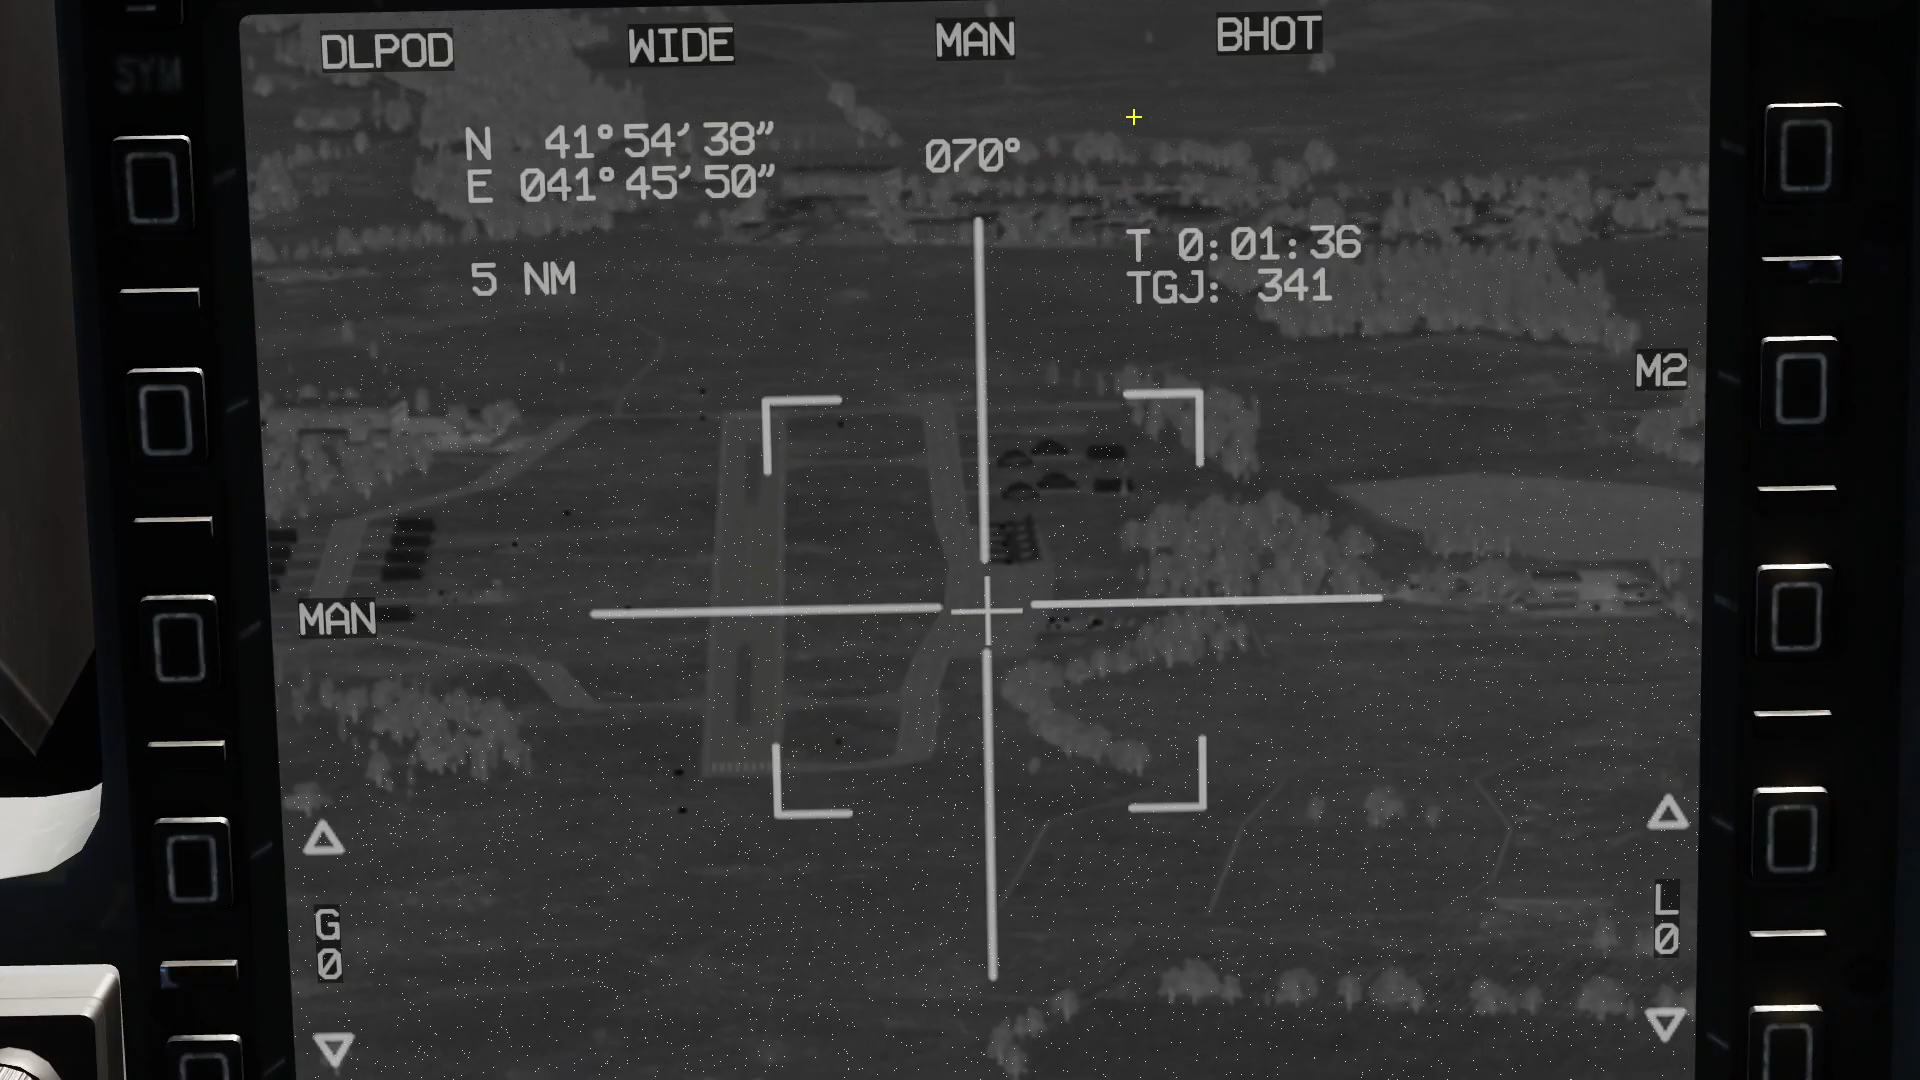 DLPOD WIDE MAN BHOT
SYM
N 41°54'38"
E 041°45'50"
070°
T 0:01:36
TGJ: 341
5 NM
M2
MAN
G
0
L
0